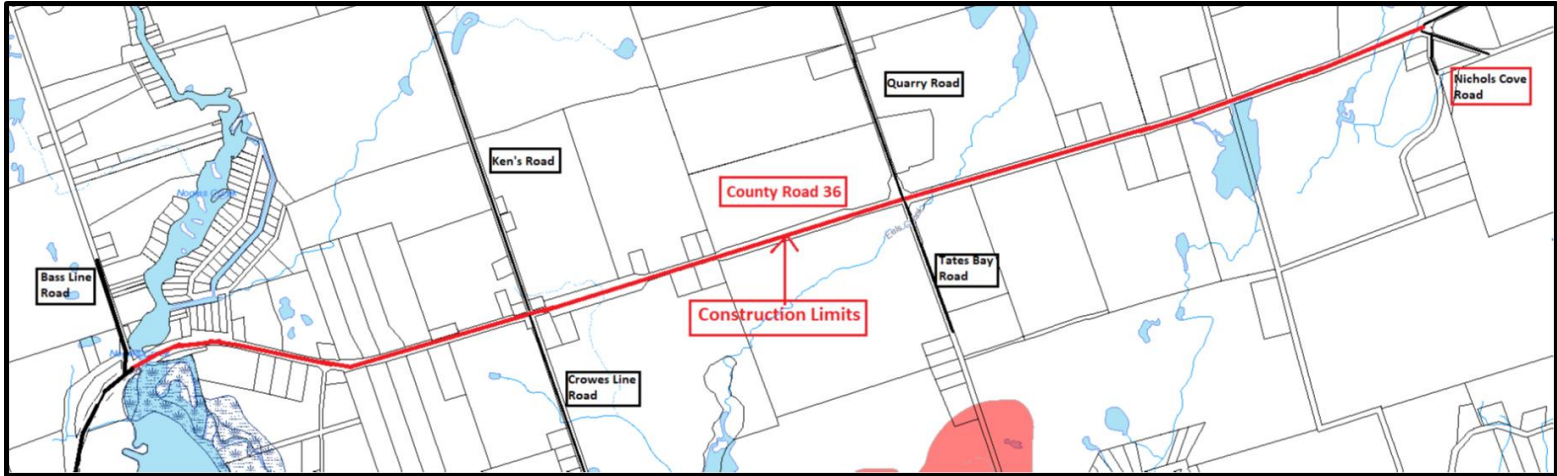 Quarry Road
Nichols Cove
Road
Ken's Road
County Road 36
Bass Line
Road
Tates Bay
Road
Construction Limits
Crowes Line
Road